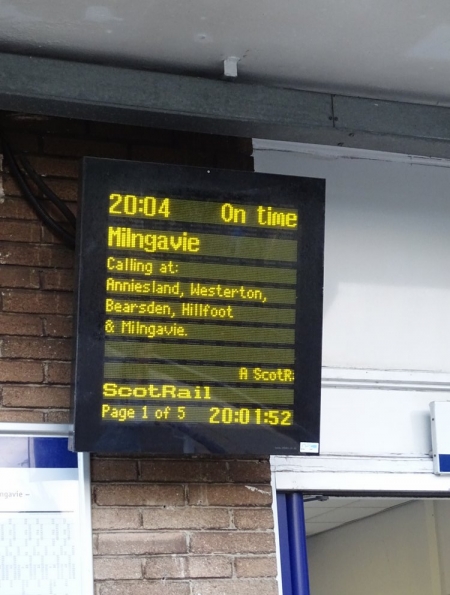 20:04 On time
Milngavie
Calling at:
Anniesland, Westerton,
Bearsden, Hillfoot
& Milngavie.
A ScotR
ScotRail
Page 1 of 5 20:01:52